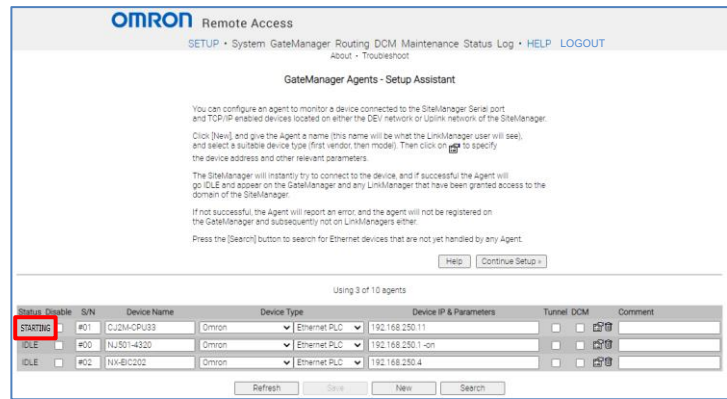 OMRON Remote Access
SETUP • System GateManager Routing DCM Maintenance Status Log • HELP LOGOUT
About • Troubleshoot
GateManager Agents - Setup Assistant
You can configure an agent to monitor a device connected to the SiteManager Serial port
and TCP/IP enabled devices located on either the DEV network or Uplink network of the SiteManager.
Click [New], and give the Agent a name (this name will be what the LinkManager user will see),
and select a suitable device type (first vendor, then model). Then click on to specify
the device address and other relevant parameters.
The SiteManager will instantly try to connect to the device, and if successful the Agent will
go IDLE and appear on the GateManager and any LinkManager that have been granted access to the
domain of the SiteManager.
If not successful, the Agent will report an error, and the agent will not be registered on
the GateManager and subsequently not on LinkManagers either.
Press the [Search] button to search for Ethernet devices that are not yet handled by any Agent.
Help Continue Setup »
Using 3 of 10 agents
Status Disable S/N Device Name Device Type Device IP & Parameters Tunnel DCM Comment
STARTING #01 CJ2M-CPU33 Omron Ethernet PLC 192.168.250.11
IDLE #00 NJ501-4320 Omron Ethernet PLC 192.168.250.1 -on
IDLE #02 NX-EIC202 Omron Ethernet PLC 192.168.250.4
Refresh Save New Search